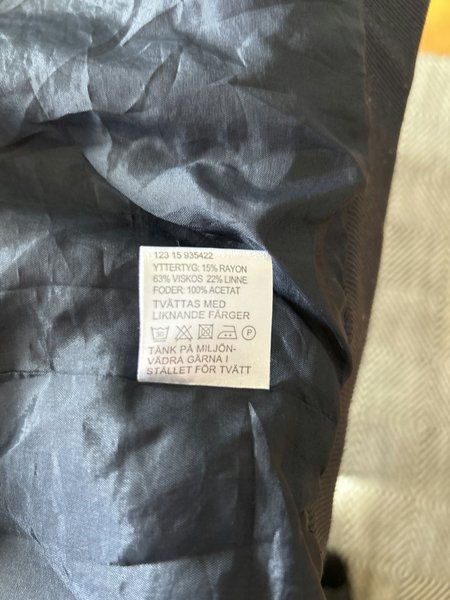 123 15 935422
YTTERTYG: 15% RAYON
63% VISKOS 22% LINNE
FODER: 100% ACETAT
TVÄTTAS MED
LIKNANDE FÄRGER
P
TÄNK PÅ MILJÖN-
VÄDRA GÄRNA I
STÄLLET FÖR TVÄTT